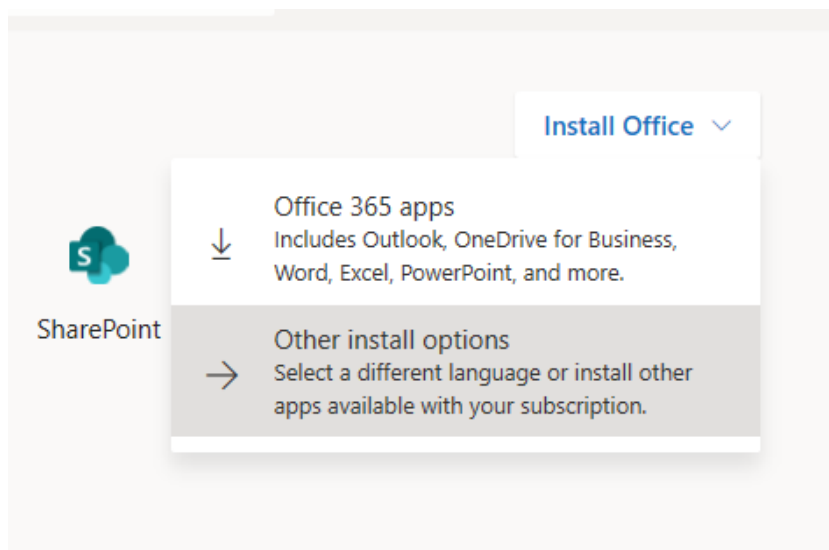 Install Office
Office 365 apps
Includes Outlook, OneDrive for Business,
Word, Excel, PowerPoint, and more.
S
SharePoint
Other install options
Select a different language or install other
apps available with your subscription.